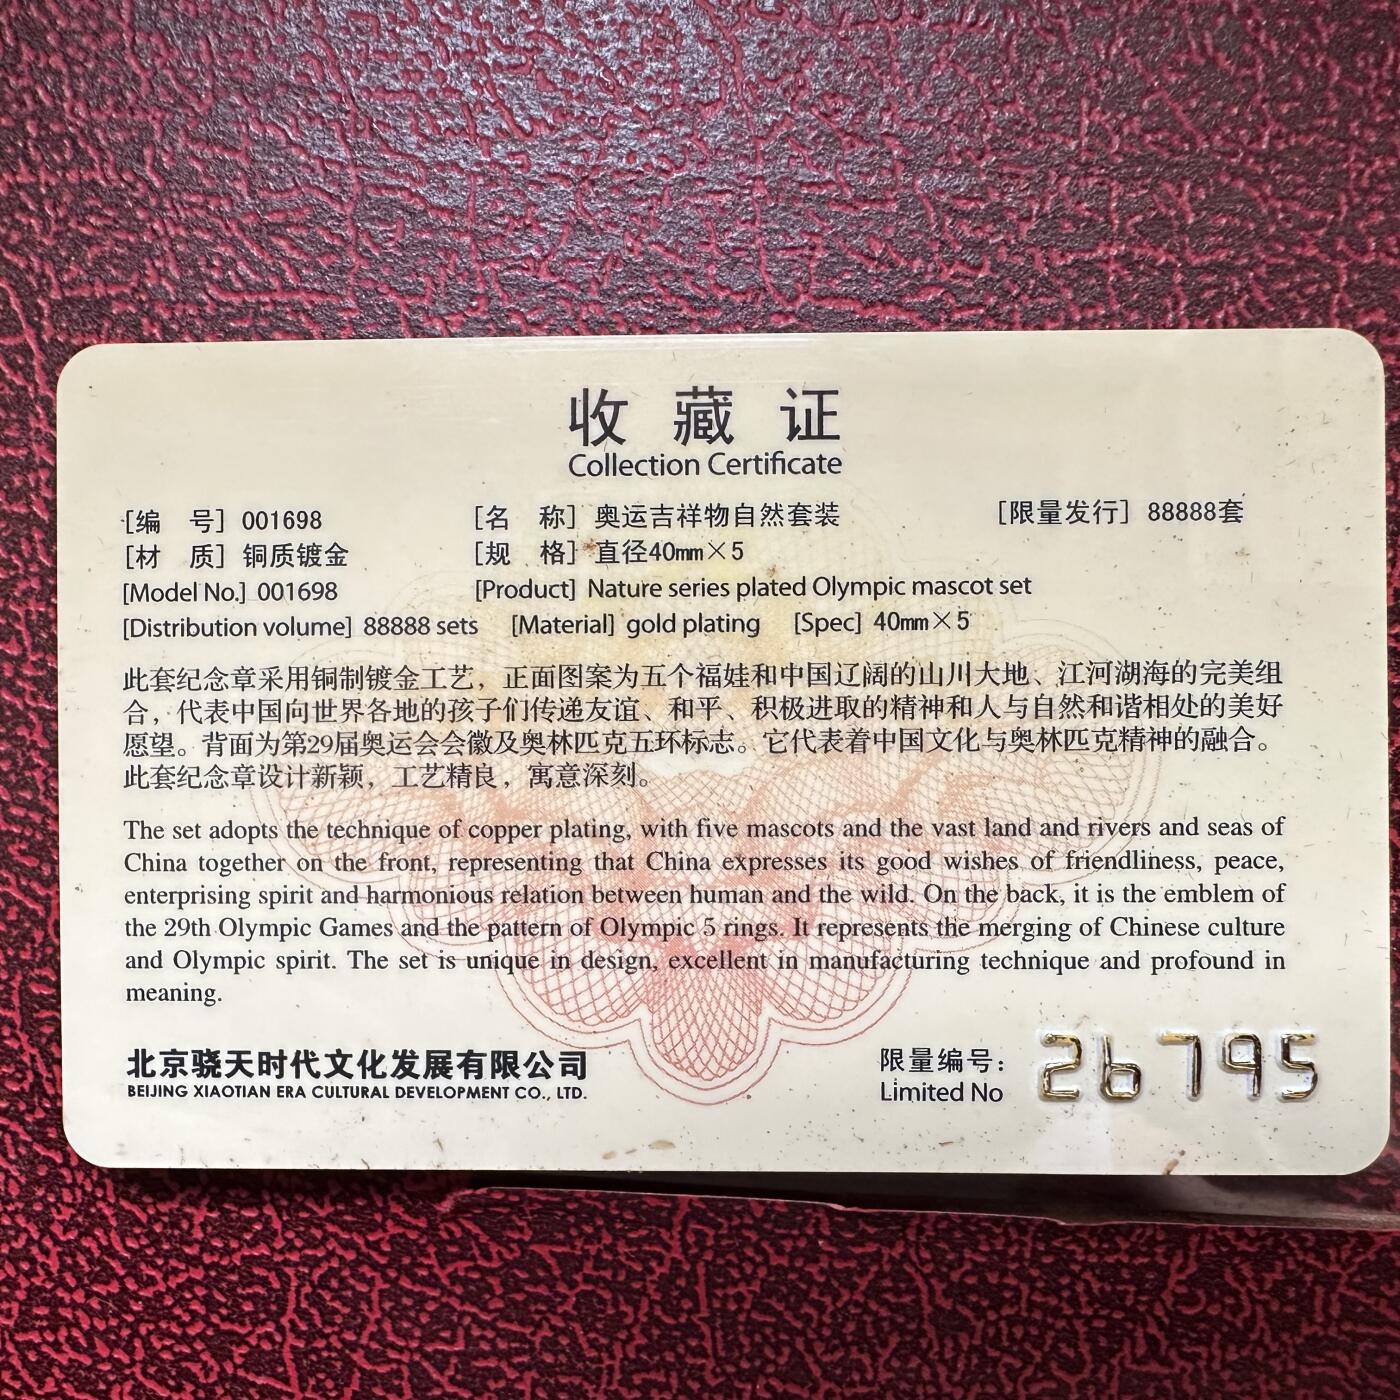 收藏证
Collection Certificate
[编 号] 001698 [名 称] 奥运吉祥物自然套装 [限量发行] 88888套
[材 质] 铜质镀金 [规 格] 直径40mm×5
[Model No.] 001698 [Product] Nature series plated Olympic mascot set
[Distribution volume] 88888 sets [Material] gold plating [Spec] 40mm×5
此套纪念章采用铜制镀金工艺，正面图案为五个福娃和中国辽阔的山川大地、江河湖海的完美组
合，代表中国向世界各地的孩子们传递友谊、和平、积极进取的精神和人与自然和谐相处的美好
愿望。背面为第29届奥运会会徽及奥林匹克五环标志。它代表着中国文化与奥林匹克精神的融合。
此套纪念章设计新颖，工艺精良，寓意深刻。
The set adopts the technique of copper plating, with five mascots and the vast land and rivers and seas of
China together on the front, representing that China expresses its good wishes of friendliness, peace,
enterprising spirit and harmonious relation between human and the wild. On the back, it is the emblem of
the 29th Olympic Games and the pattern of Olympic 5 rings. It represents the merging of Chinese culture
and Olympic spirit. The set is unique in design, excellent in manufacturing technique and profound in
meaning.
北京骁天时代文化发展有限公司
BEIJING XIAOTIAN ERA CULTURAL DEVELOPMENT CO., LTD.
限量编号： 26795
Limited No